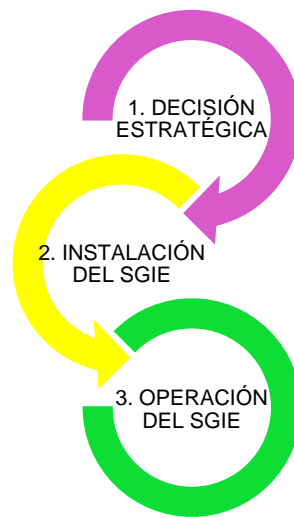 1. DECISIÓN
ESTRATÉGICA
2. INSTALACIÓN
DEL SGIE
3. OPERACIÓN
DEL SGIE